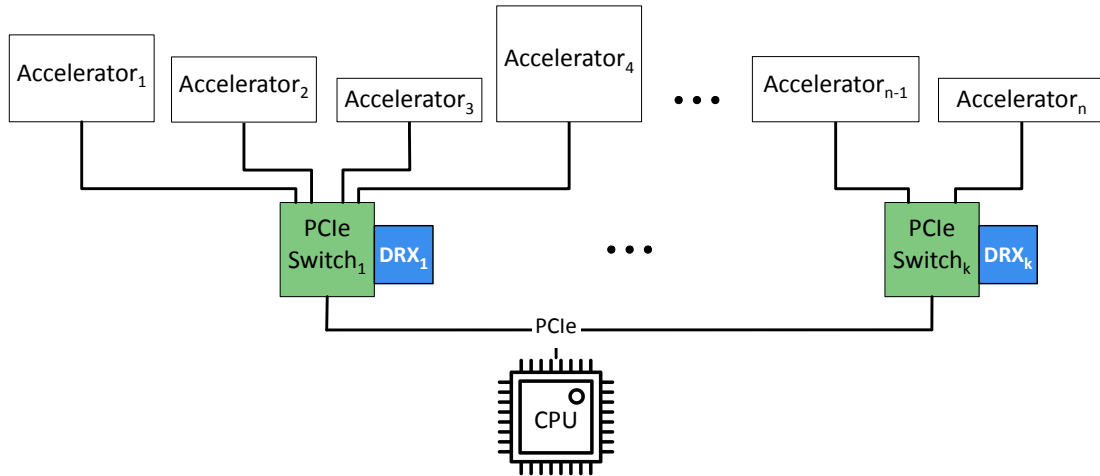 Accelerator₁
Accelerator₂
Accelerator₃
Accelerator₄
...
Acceleratorₙ₋₁
Acceleratorₙ
PCIe
Switch₁
DRX₁
...
PCIe
Switchₖ
DRXₖ
PCIe
CPU